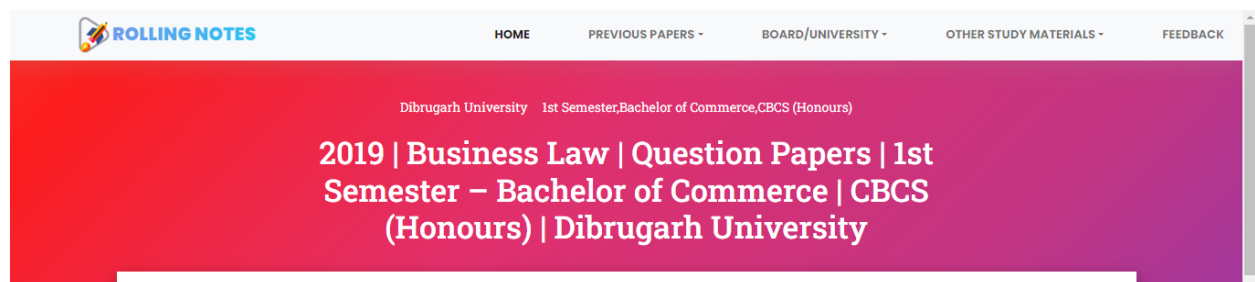 ROLLING NOTES
HOME
PREVIOUS PAPERS
BOARD/UNIVERSITY
OTHER STUDY MATERIALS
FEEDBACK
Dibrugarh University 1st Semester,Bachelor of Commerce,CBCS (Honours)
2019 | Business Law | Question Papers | 1st
Semester – Bachelor of Commerce | CBCS
(Honours) | Dibrugarh University